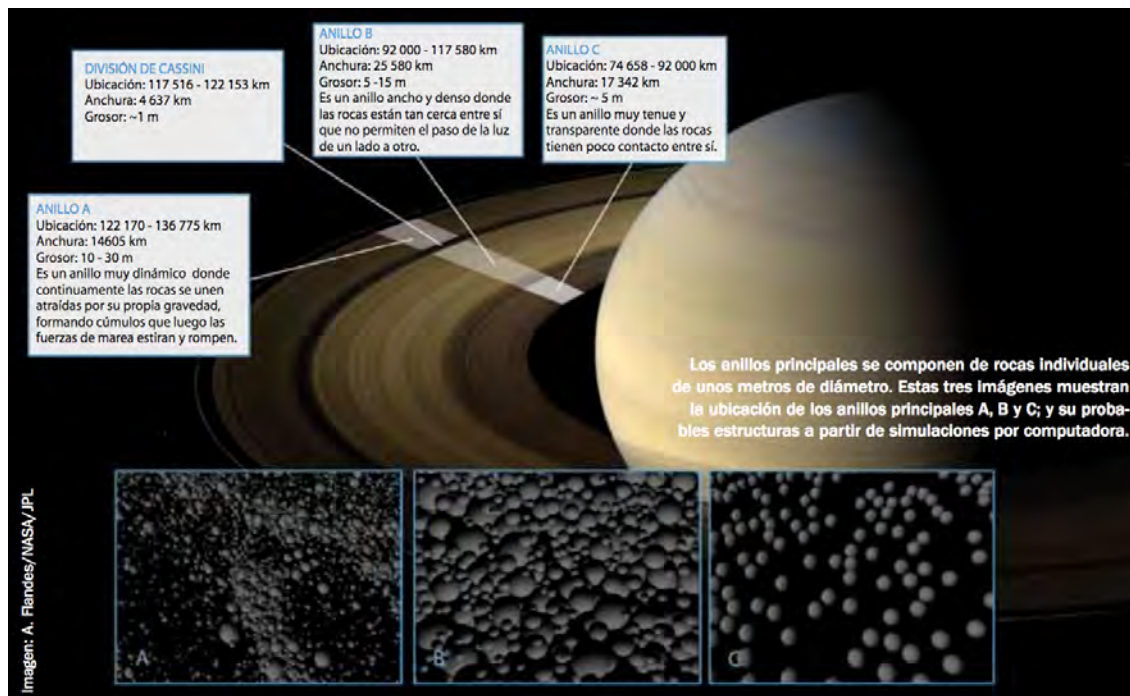 DIVISIÓN DE CASSINI
Ubicación: 117 516 - 122 153 km
Anchura: 4 637 km
Grosor: ~1 m
ANILLO B
Ubicación: 92 000 - 117 580 km
Anchura: 25 580 km
Grosor: 5 -15 m
Es un anillo ancho y denso donde
las rocas están tan cerca entre sí
que no permiten el paso de la luz
de un lado a otro.
ANILLO C
Ubicación: 74 658 - 92 000 km
Anchura: 17 342 km
Grosor: ~ 5 m
Es un anillo muy tenue y
transparente donde las rocas
tienen poco contacto entre sí.
ANILLO A
Ubicación: 122 170 - 136 775 km
Anchura: 14605 km
Grosor: 10 - 30 m
Es un anillo muy dinámico donde
continuamente las rocas se unen
atraídas por su propia gravedad,
formando cúmulos que luego las
fuerzas de marea estiran y rompen.
Los anillos principales se componen de rocas individuales
de unos metros de diámetro. Estas tres imágenes muestran
la ubicación de los anillos principales A, B y C; y su proba-
bles estructuras a partir de simulaciones por computadora.
A
B
C
Imagen: A. Flandes/NASA/JPL